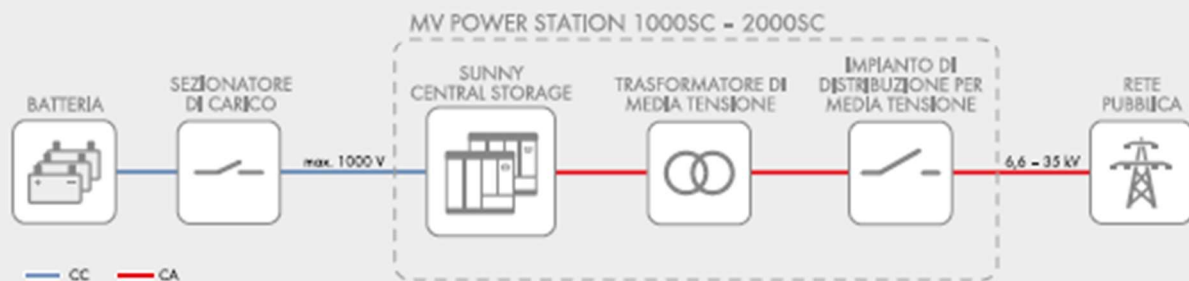 MV POWER STATION 1000SC – 2000SC
BATTERIA
SEZIONATORE
DI CARICO
max. 1000 V
SUNNY
CENTRAL STORAGE
TRASFORMATORE DI
MEDIA TENSIONE
IMPIANTO DI
DISTRIBUZIONE PER
MEDIA TENSIONE
6,6 – 35 kV
RETE
PUBBLICA
CC
CA